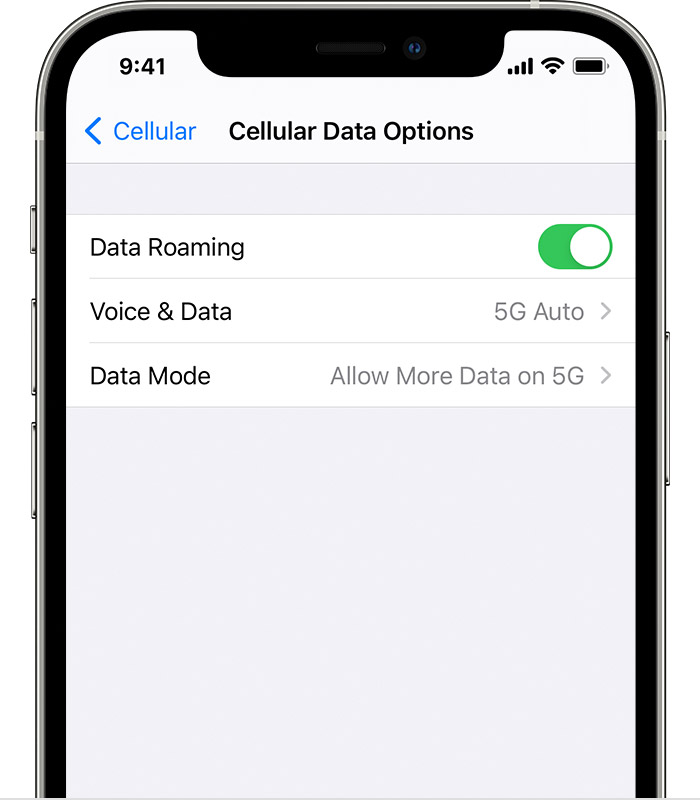 9:41
Cellular Cellular Data Options
Data Roaming
Voice & Data 5G Auto
Data Mode Allow More Data on 5G